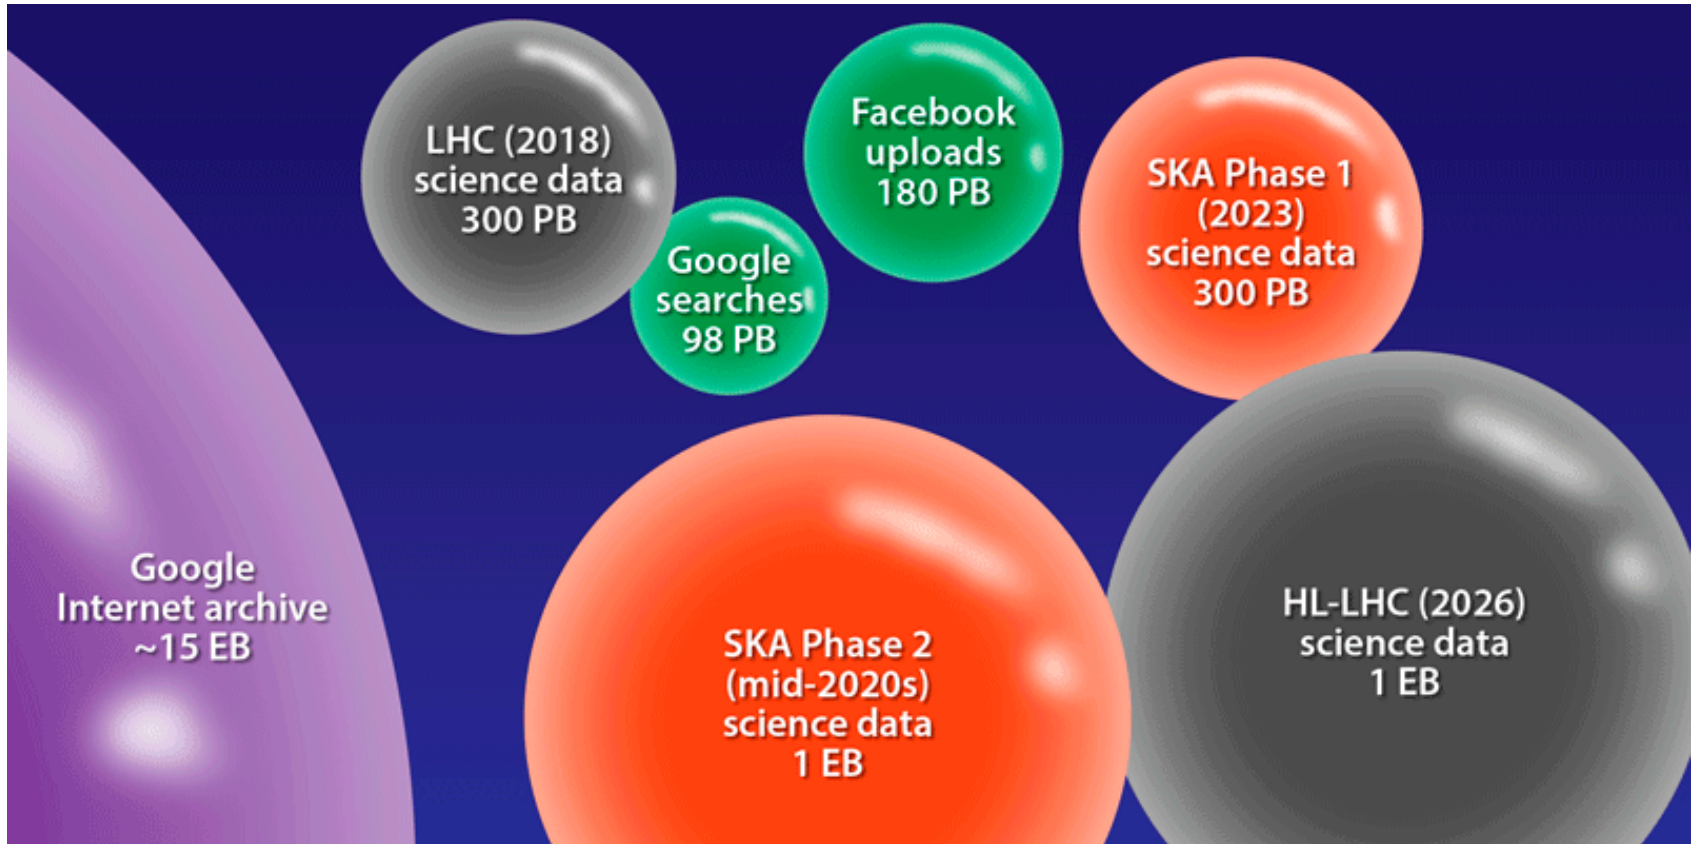 LHC (2018)
science data
300 PB
Google
searches
98 PB
Facebook
uploads
180 PB
SKA Phase 1
(2023)
science data
300 PB
Google
Internet archive
~15 EB
SKA Phase 2
(mid-2020s)
science data
1 EB
HL-LHC (2026)
science data
1 EB